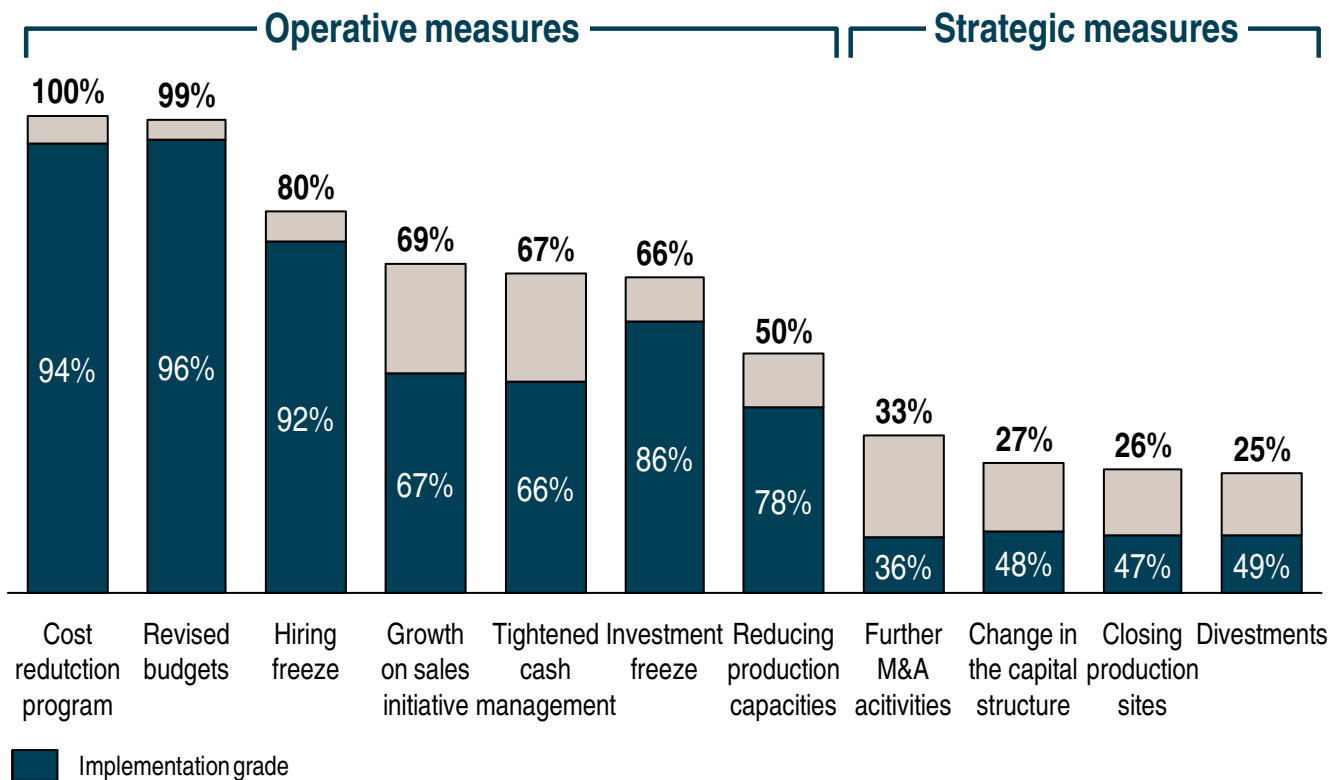 Operative measures
Strategic measures
100%
99%
80%
69%
67%
66%
50%
33%
27%
26%
25%
94%
96%
92%
67%
66%
86%
78%
36%
48%
47%
49%
Cost
redutction
program
Revised
budgets
Hiring
freeze
Growth
on sales
initiative
Tightened
cash
management
Investment
freeze
Reducing
production
capacities
Further
M&A
acitivities
Change in
the capital
structure
Closing
production
sites
Divestments
Implementation grade